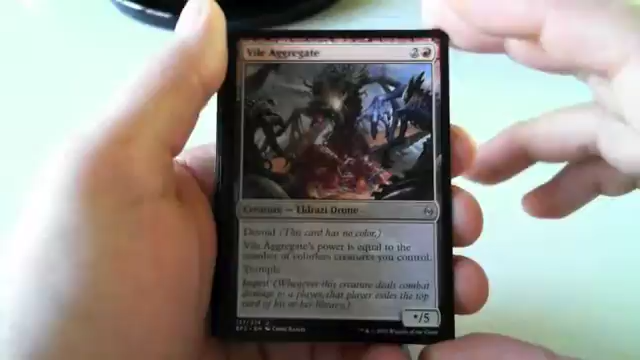 Vile Aggregate 2
Creature — Eldrazi Drone
Devoid (This card has no color.)
Vile Aggregate's power is equal to the
number of colorless creatures you control.
Trample
Ingest (Whenever this creature deals combat
damage to a player, that player exiles the top
card of his or her library.)
*/5